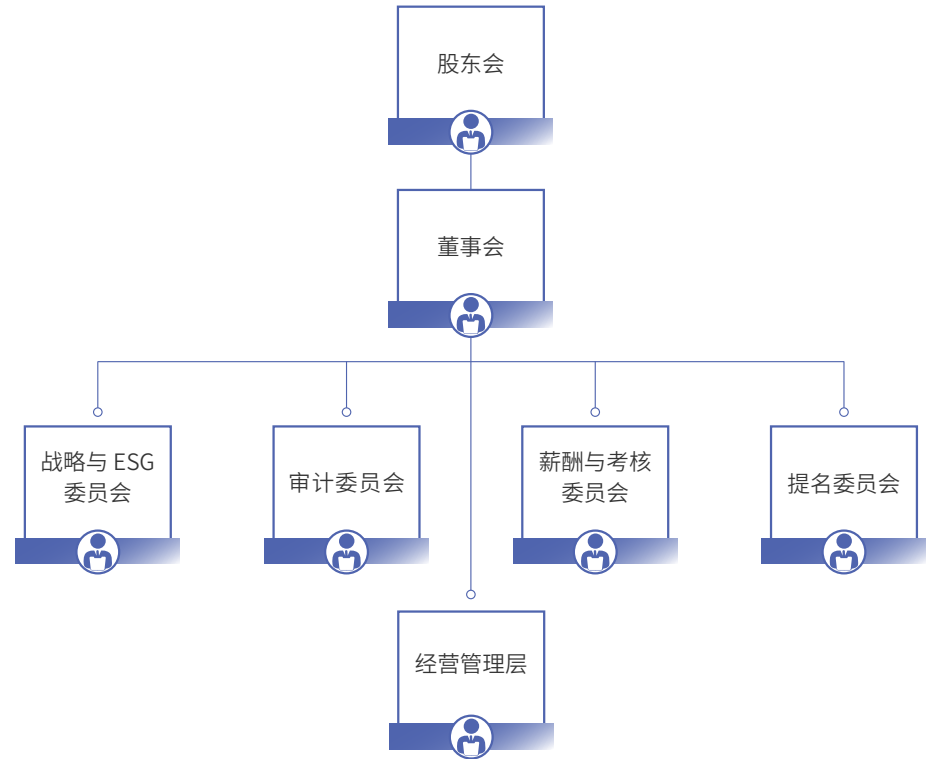 股东会
董事会
战略与 ESG
委员会
审计委员会
薪酬与考核
委员会
提名委员会
经营管理层